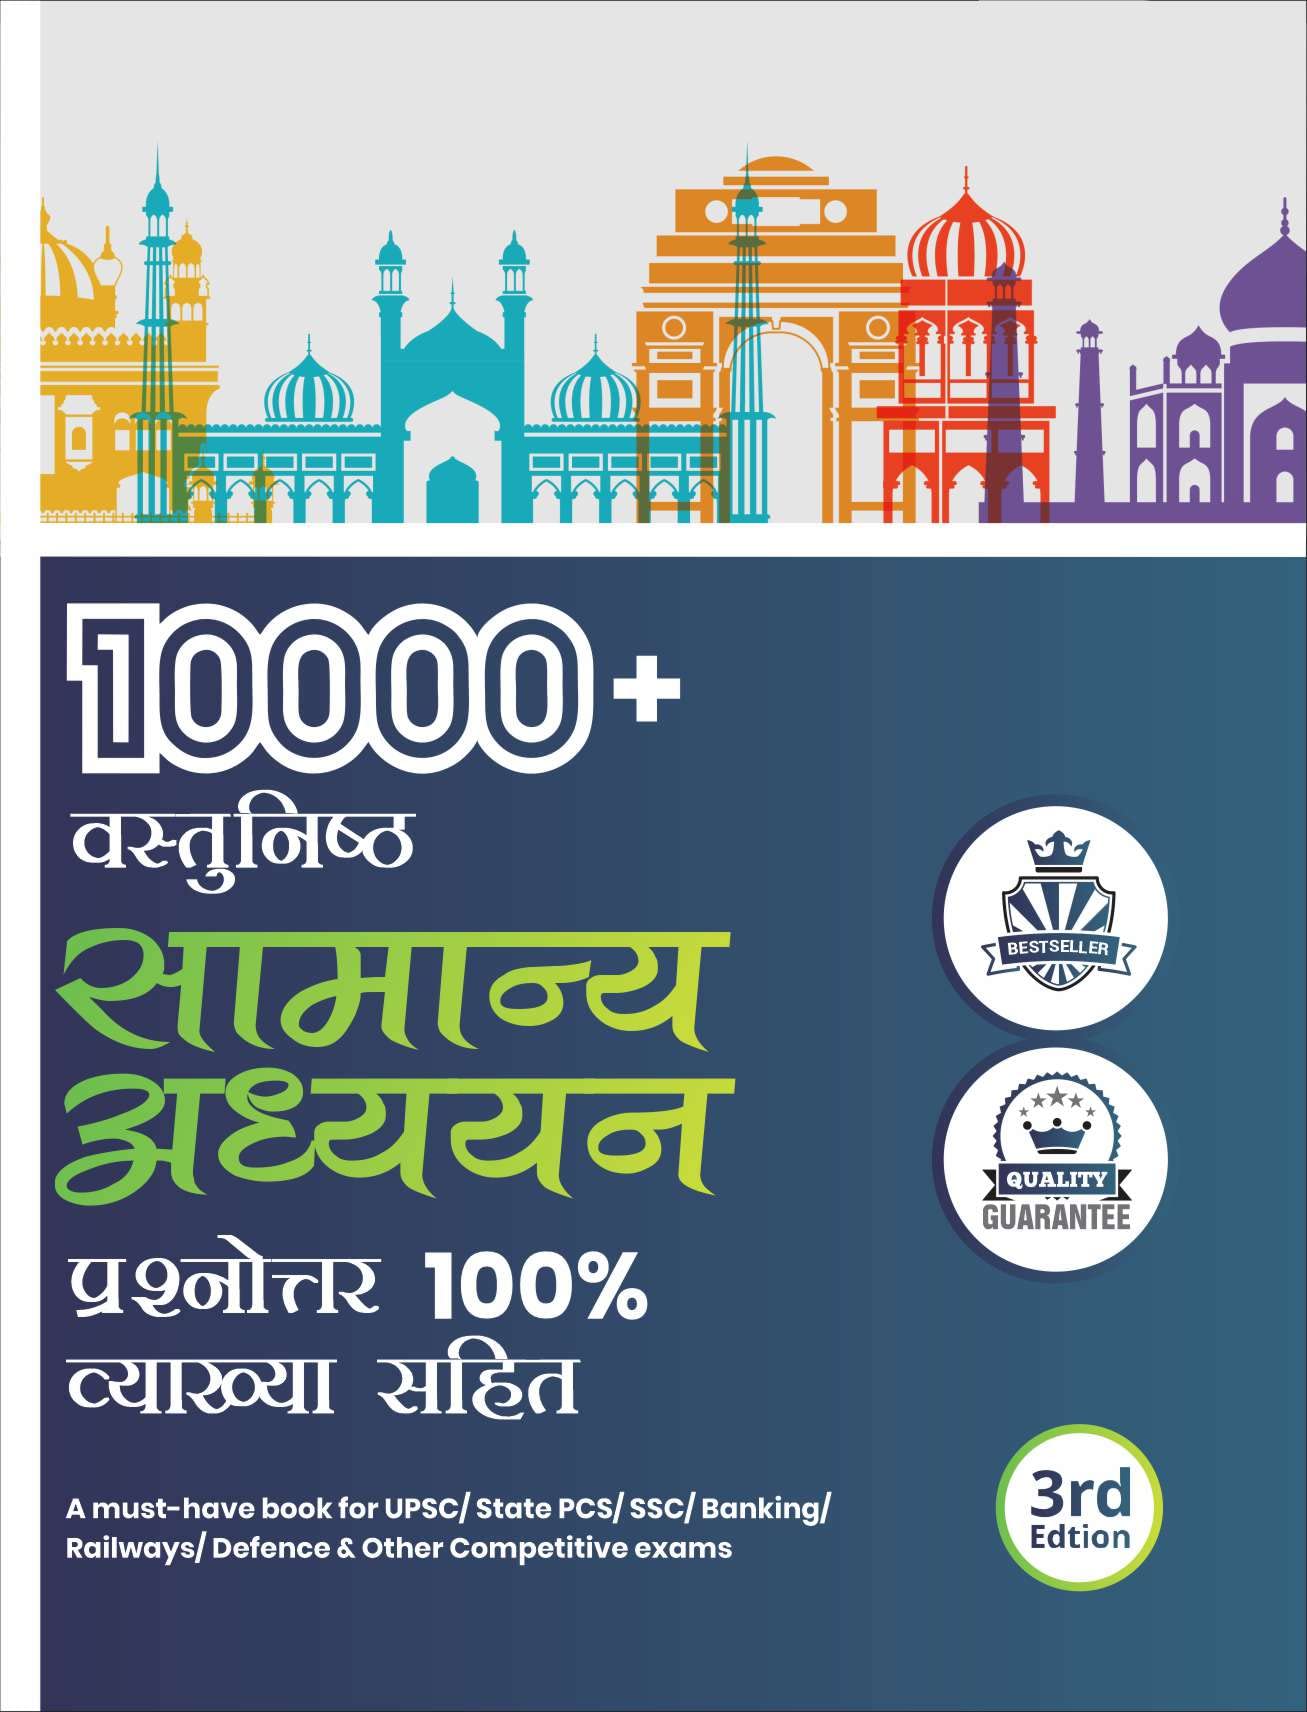 10000+
वस्तुनिष्ठ
सामान्य
अध्ययन
प्रश्नोत्तर 100%
व्याख्या सहित
A must-have book for UPSC/ State PCS/ SSC/ Banking/
Railways/ Defence & Other Competitive exams
BESTSELLER
QUALITY
GUARANTEE
3rd
Edtion